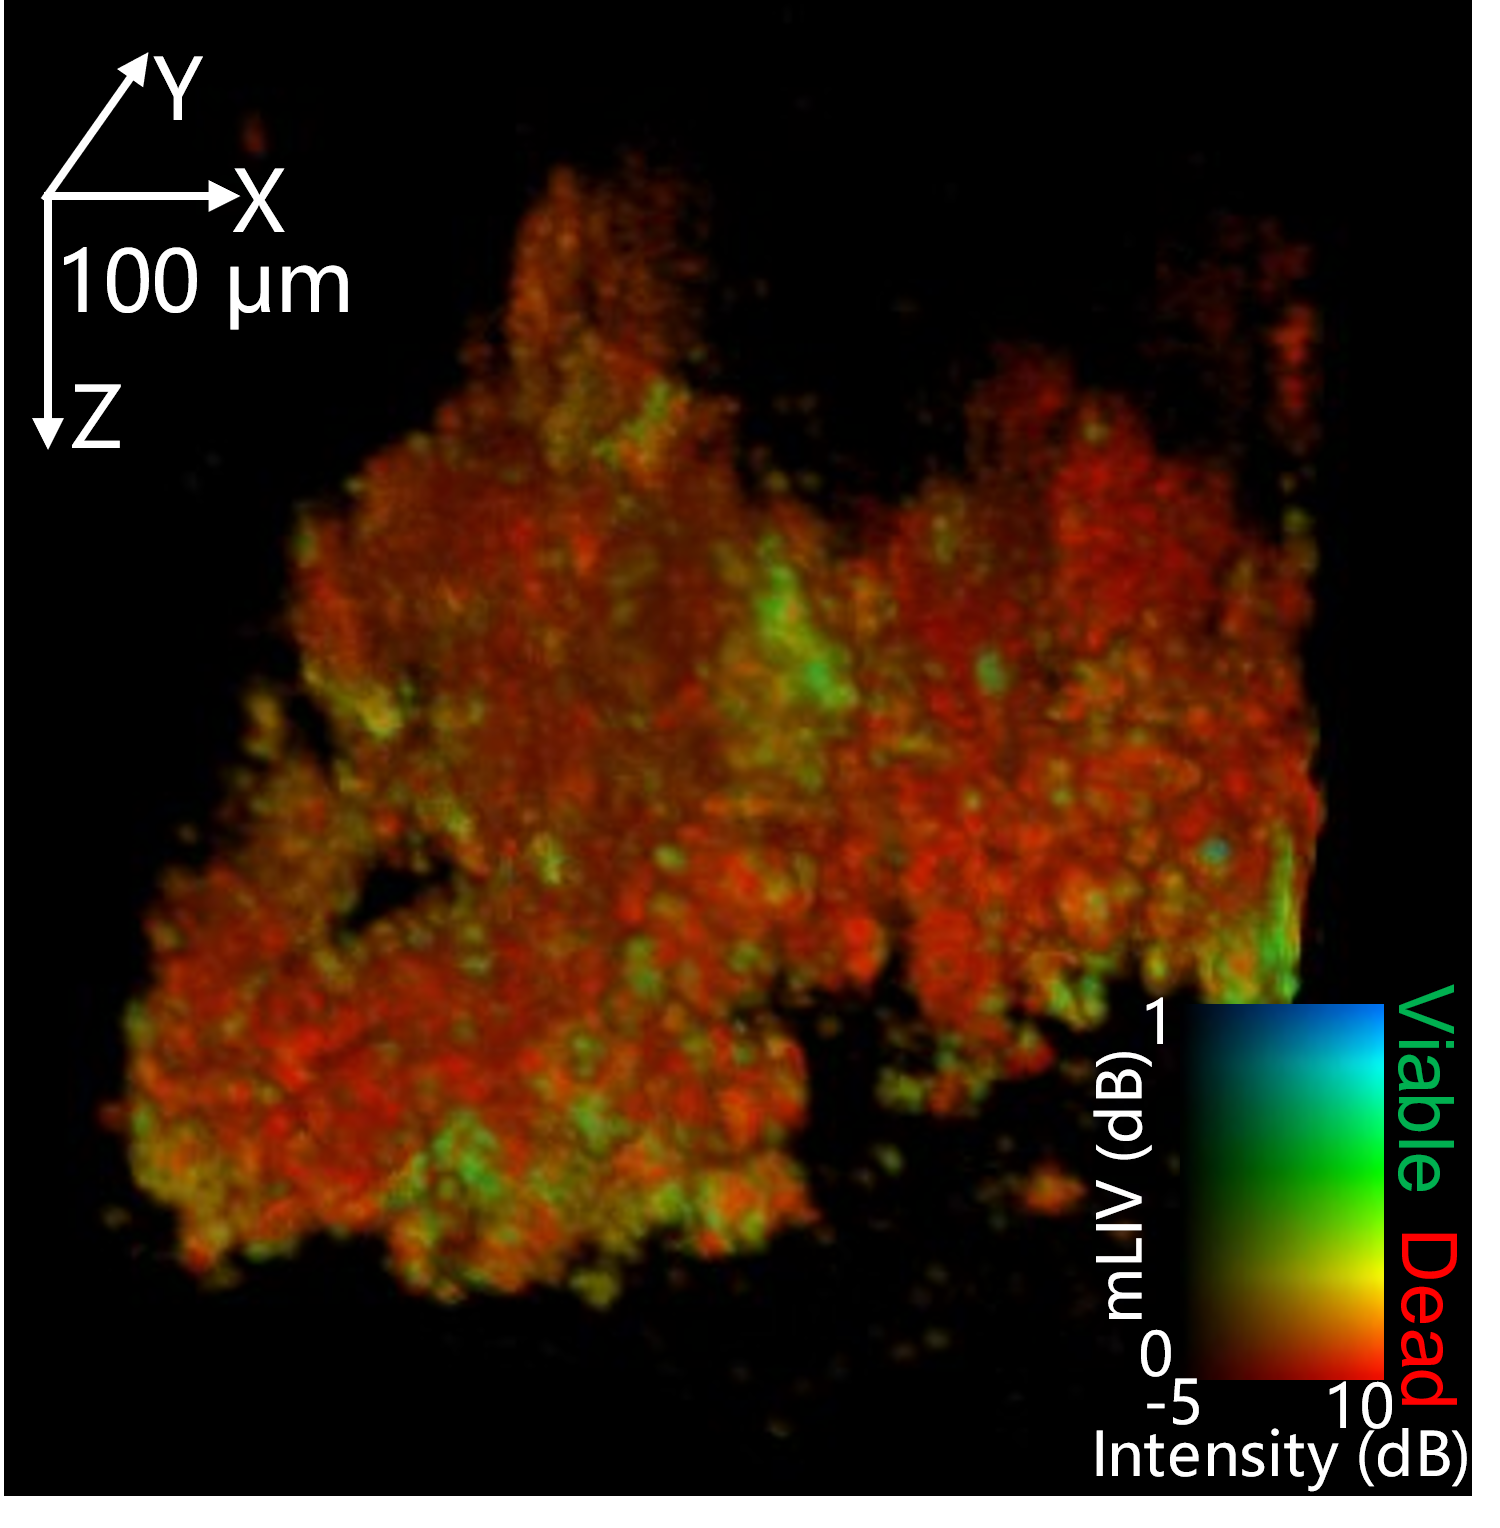 Y
X
100 µm
Z
Viable
Dead
1
mLIV (dB)
0
-5
10
Intensity (dB)